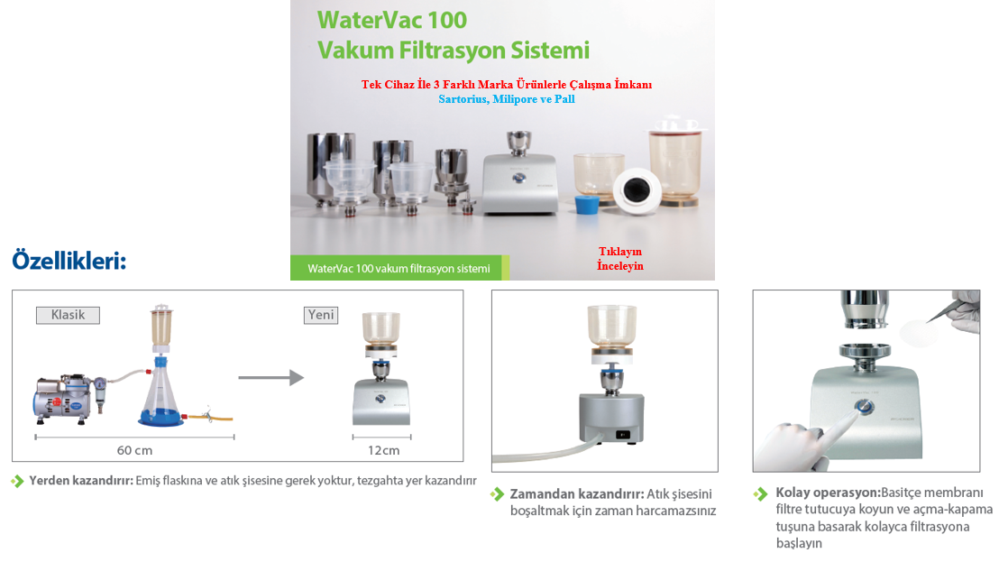 WaterVac 100
Vakum Filtrasyon Sistemi
Tek Cihaz İle 3 Farklı Marka Ürünlerle Çalışma İmkanı
Sartorius, Milipore ve Pall
Tıklayın
İnceleyin
WaterVac 100 vakum filtrasyon sistemi
Özellikleri:
Klasik
Yeni
60 cm
12cm
Yerden kazandırır: Emiş flaskına ve atık şisesine gerek yoktur, tezgahta yer kazandırır
Zamandan kazandırır: Atık şisesini
boşaltmak için zaman harcamazsınız
Kolay operasyon:Basitçe membranı
filtre tutucuya koyun ve açma-kapama
tuşuna basarak kolayca filtrasyona
başlayın